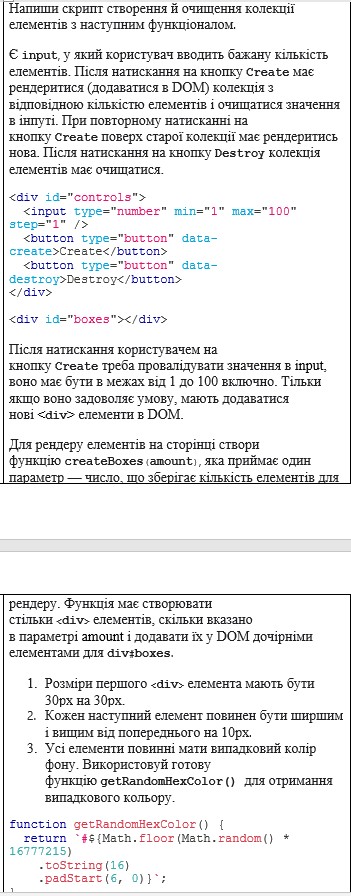 Напиши скрипт створення й очищення колекції
елементів з наступним функціоналом.
Є input, у який користувач вводить бажану кількість
елементів. Після натискання на кнопку Create має
рендеритися (додаватися в DOM) колекція з
відповідною кількістю елементів і очищатися значення
в інпуті. При повторному натисканні на
кнопку Create поверх старої колекції має рендеритись
нова. Після натискання на кнопку Destroy колекція
елементів має очищатися.
<div id="controls">
  <input type="number" min="1" max="100"
step="1" />
  <button type="button" data-
create>Create</button>
  <button type="button" data-
destroy>Destroy</button>
</div>
<div id="boxes"></div>
Після натискання користувачем на
кнопку Create треба провалідувати значення в input,
воно має бути в межах від 1 до 100 включно. Тільки
якщо воно задоволяє умову, мають додаватися
нові <div> елементи в DOM.
Для рендеру елементів на сторінці створи
функцію createBoxes(amount), яка приймає один
параметр — число, що зберігає кількість елементів для
рендеру. Функція має створювати
стільки <div> елементів, скільки вказано
в параметрі amount і додавати їх у DOM дочірніми
елементами для div#boxes.
1. Розміри першого <div> елемента мають бути
30px на 30px.
2. Кожен наступний елемент повинен бути ширшим
і вищим від попереднього на 10px.
3. Усі елементи повинні мати випадковий колір
фону. Використовуй готову
функцію getRandomHexColor() для отримання
випадкового кольору.
function getRandomHexColor() {
  return `#${Math.floor(Math.random() *
16777215)
    .toString(16)
    .padStart(6, 0)}`;